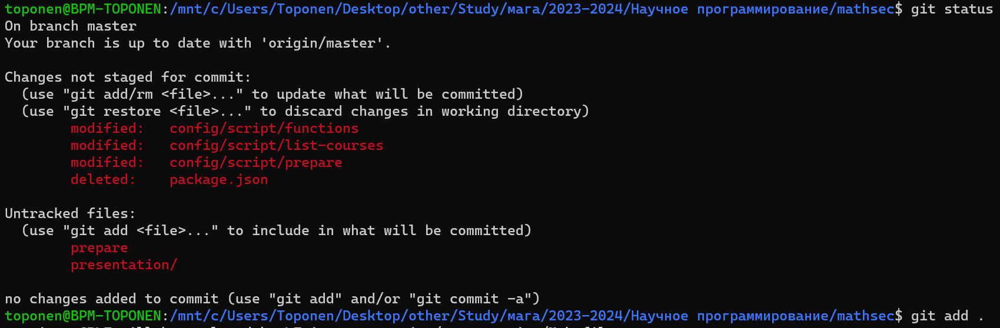 toponen@BPM-TOPONEN:/mnt/c/Users/Toponen/Desktop/other/Study/мага/2023-2024/Научное программирование/mathsec$ git status
On branch master
Your branch is up to date with 'origin/master'.
Changes not staged for commit:
  (use "git add/rm <file>..." to update what will be committed)
  (use "git restore <file>..." to discard changes in working directory)
        modified:   config/script/functions
        modified:   config/script/list-courses
        modified:   config/script/prepare
        deleted:    package.json
Untracked files:
  (use "git add <file>..." to include in what will be committed)
        prepare
        presentation/
no changes added to commit (use "git add" and/or "git commit -a")
toponen@BPM-TOPONEN:/mnt/c/Users/Toponen/Desktop/other/Study/мага/2023-2024/Научное программирование/mathsec$ git add .